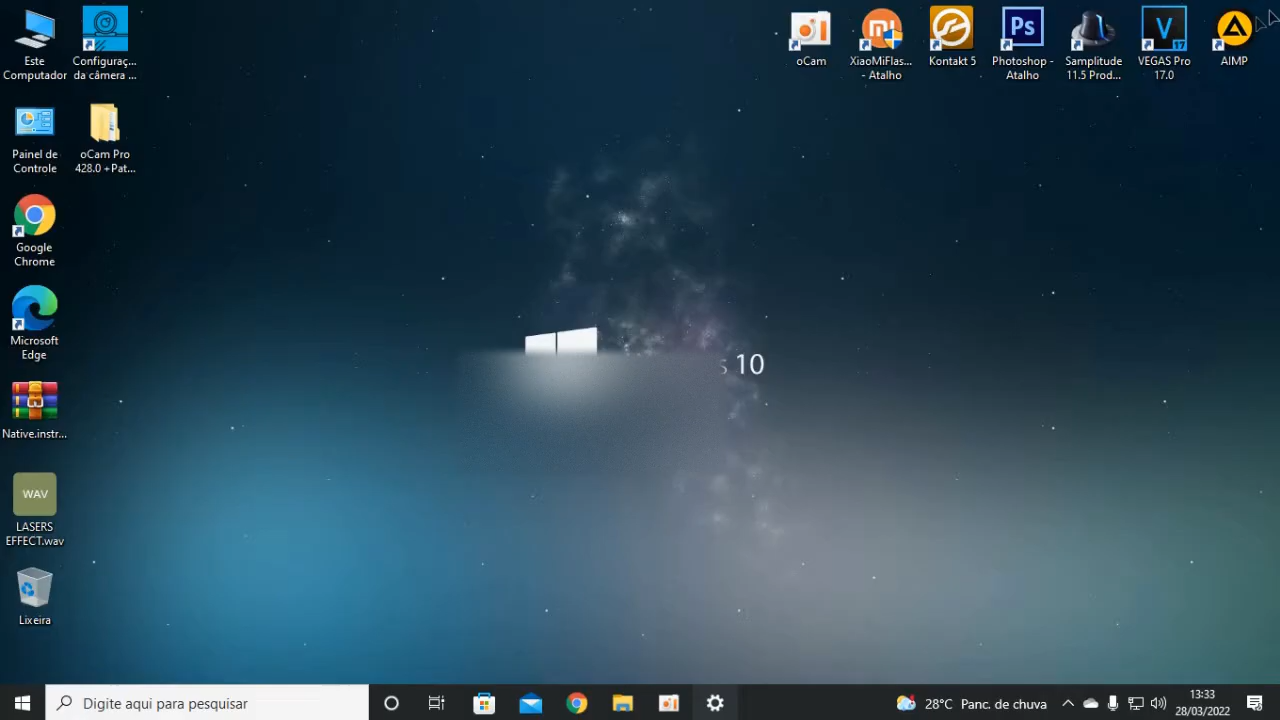 Este
Computador
Configuraç...
da câmera ...
Painel de
Controle
oCam Pro
428.0 +Pat...
Google
Chrome
Microsoft
Edge
Native.instr...
WAV
LASERS
EFFECT.wav
Lixeira
oCam
XiaoMiFlas...
- Atalho
Kontakt 5
Ps
Photoshop -
Atalho
Samplitude
11.5 Prod...
V
17
VEGAS Pro
17.0
AIMP
10
Digite aqui para pesquisar
28°C Panc. de chuva
13:33
28/03/2022